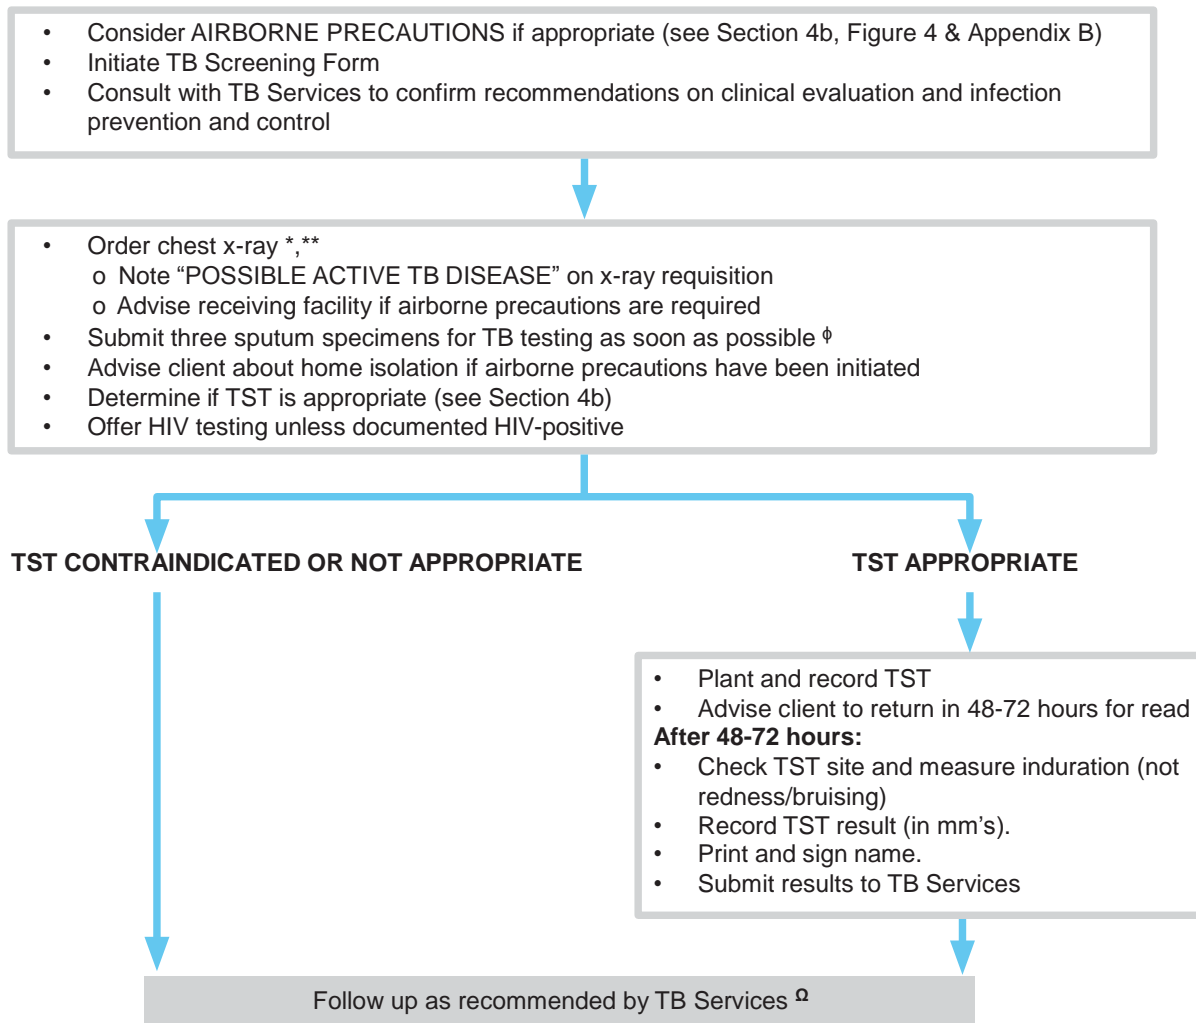 • Consider AIRBORNE PRECAUTIONS if appropriate (see Section 4b, Figure 4 & Appendix B)
• Initiate TB Screening Form
• Consult with TB Services to confirm recommendations on clinical evaluation and infection
prevention and control
• Order chest x-ray *,**
o Note “POSSIBLE ACTIVE TB DISEASE” on x-ray requisition
o Advise receiving facility if airborne precautions are required
• Submit three sputum specimens for TB testing as soon as possible ϕ
• Advise client about home isolation if airborne precautions have been initiated
• Determine if TST is appropriate (see Section 4b)
• Offer HIV testing unless documented HIV-positive
TST CONTRAINDICATED OR NOT APPROPRIATE
TST APPROPRIATE
• Plant and record TST
• Advise client to return in 48-72 hours for read
After 48-72 hours:
• Check TST site and measure induration (not
redness/bruising)
• Record TST result (in mm's).
• Print and sign name.
• Submit results to TB Services
Follow up as recommended by TB Services Ω